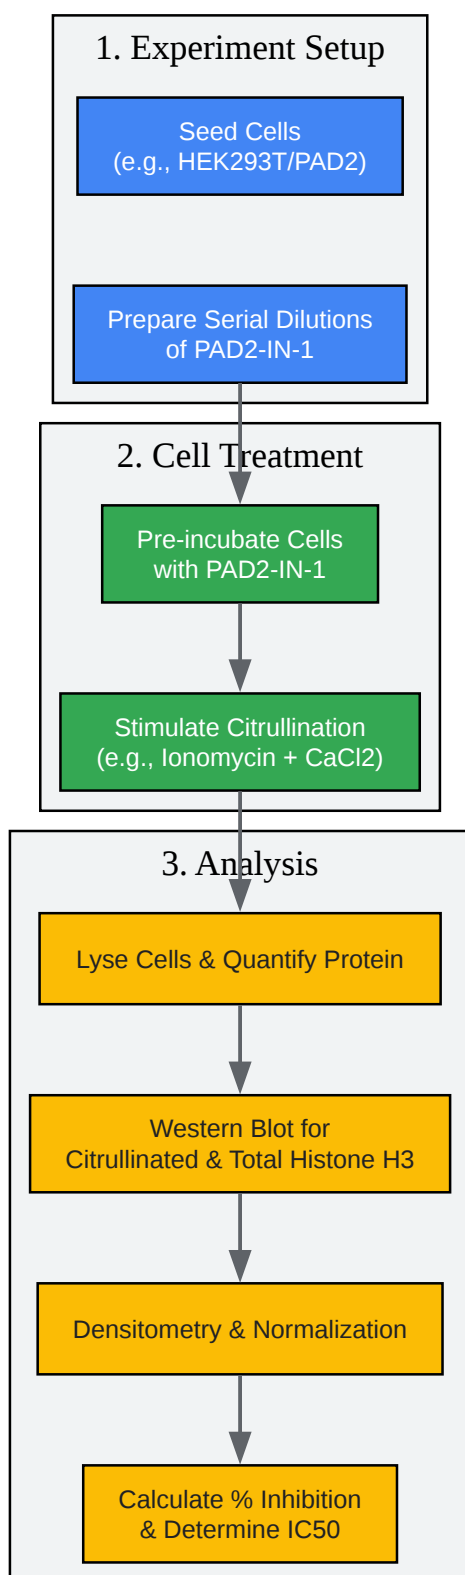 1. Experiment Setup
Seed Cells
(e.g., HEK293T/PAD2)
Prepare Serial Dilutions
of PAD2-IN-1
2. Cell Treatment
Pre-incubate Cells
with PAD2-IN-1
Stimulate Citrullination
(e.g., Ionomycin + CaCl2)
3. Analysis
Lyse Cells & Quantify Protein
Western Blot for
Citrullinated & Total Histone H3
Densitometry & Normalization
Calculate % Inhibition
& Determine IC50